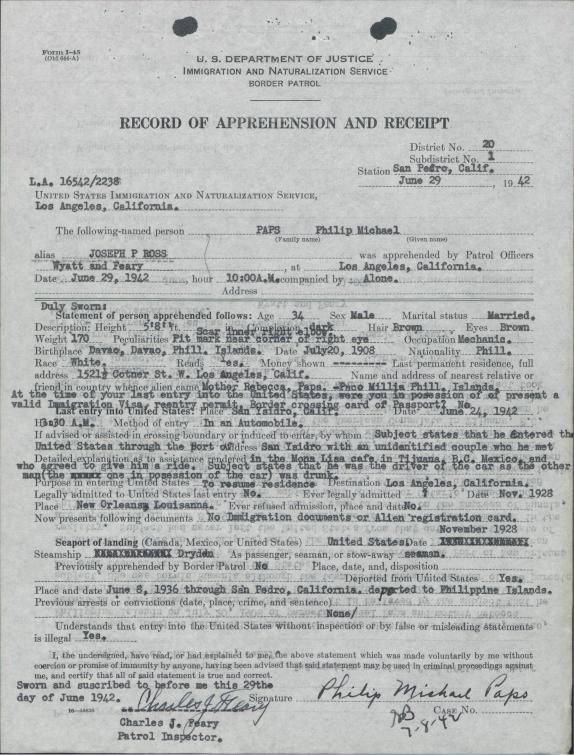 Form I-45
(Old 666-A)
U. S. DEPARTMENT OF JUSTICE
IMMIGRATION AND NATURALIZATION SERVICE
BORDER PATROL
RECORD OF APPREHENSION AND RECEIPT
District No. 20
Subdistrict No. 1
Station San Pedro, Calif.
L.A. 16542/2238 June 29, 1942
UNITED STATES IMMIGRATION AND NATURALIZATION SERVICE,
Los Angeles, California.
The following-named person PAPS Philip Michael
(Family name) (Given name)
alias JOSEPH P ROSS was apprehended by Patrol Officers
Wyatt and Feary, at Los Angeles, California.
Date June 29, 1942, hour 10:00A.M. companied by : Alone.
Address
Duly Sworn:
Statement of person apprehended follows: Age 34 Sex Male Marital status Married.
Description: Height 5'8" ft. Complexion dark Hair Brown Eyes Brown
Scar inner right elbow.
Weight 170 Peculiarities Pit mark near corner of right eye Occupation Mechanic.
Birthplace Davao, Davao, Phill. Islands. Date July20, 1908 Nationality Phill.
Race White. Reads Yes. Money shown -------- Last permanent residence, full
address 1521½ Cotner St. W. Los Angeles, Calif. Name and address of nearest relative or
friend in country whence alien came Mother Rebecca, Paps. Paco Millia Phill. Islands.
At the time of your last entry into the United States, were you in posession of of present a
valid Immigration Visa, reentry permit, Border crossing card of Passport? No.
Last entry into United States: Place San Ysidro, Calif. Date June 24, 1942
H1:30 A.M. Method of entry In an Automobile.
If advised or assisted in crossing boundary or induced to enter, by whom Subject states that he entered the
United States through the port of San Ysidro with an unidentified couple who he met
Detailed explanation as to assistance rendered in the Mona Lisa cafe in Tijuana, B.C. Mexico, and
who agreed to give him a ride. Subject states that he was the driver of the car as the other
man(the xxxxx one in posession of the car) was drunk.
Purpose in entering United States To resume residence Destination Los Angeles, California.
Legally admitted to United States last entry No. Ever legally admitted ? Date Nov. 1928
Place New Orleans, Louisanna. Ever refused admission, place and date No.
Now presents following documents No Immigration documents or Alien registration card.
November 1928
Seaport of landing (Canada, Mexico, or United States) United States Date
Steamship Dryden As passenger, seaman, or stow-away seaman.
Previously apprehended by Border Patrol No Place, date, and disposition
Deported from United States Yes.
Place and date June 8, 1936 through San Pedro, California. deported to Philippine Islands.
Previous arrests or convictions (date, place, crime, and sentence)
None/
Understands that entry into the United States without inspection or by false or misleading statements
is illegal Yes.
I, the undersigned, have read, or had explained to me, the above statement which was made voluntarily by me without
coercion or promise of immunity by anyone, having been advised that said statement may be used in criminal proceedings against
me, and certify that all of said statement is true and correct.
Sworn and suscribed to before me this 29the
day of June 1942. Charles J. Feary Signature Philip Michael Paps
Case No.
7-8-42
Charles J. Feary
Patrol Inspector.